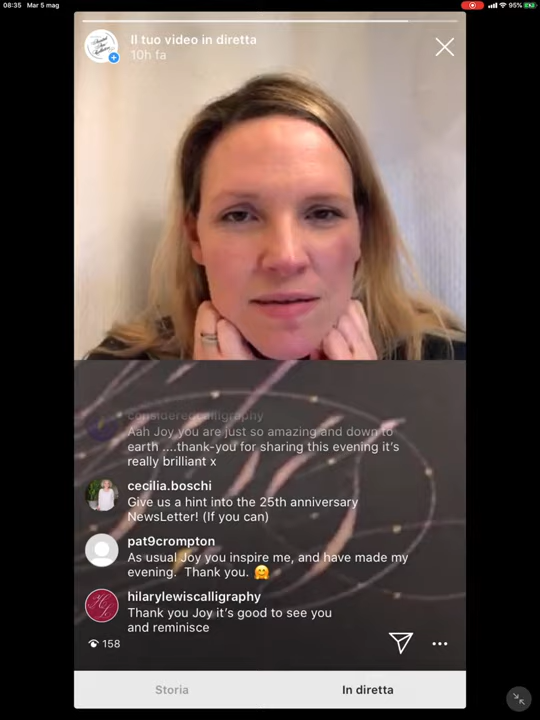 08:35 Mar 5 mag
95%
Il tuo video in diretta
10h fa
consideredcalligraphy
Aah Joy you are just so amazing and down to
earth ....thank-you for sharing this evening it's
really brilliant x
cecilia.boschi
Give us a hint into the 25th anniversary
NewsLetter! (If you can)
pat9crompton
As usual Joy you inspire me, and have made my
evening. Thank you. 🤗
hilarylewiscalligraphy
Thank you Joy it's good to see you
and reminisce
158
Storia
In diretta